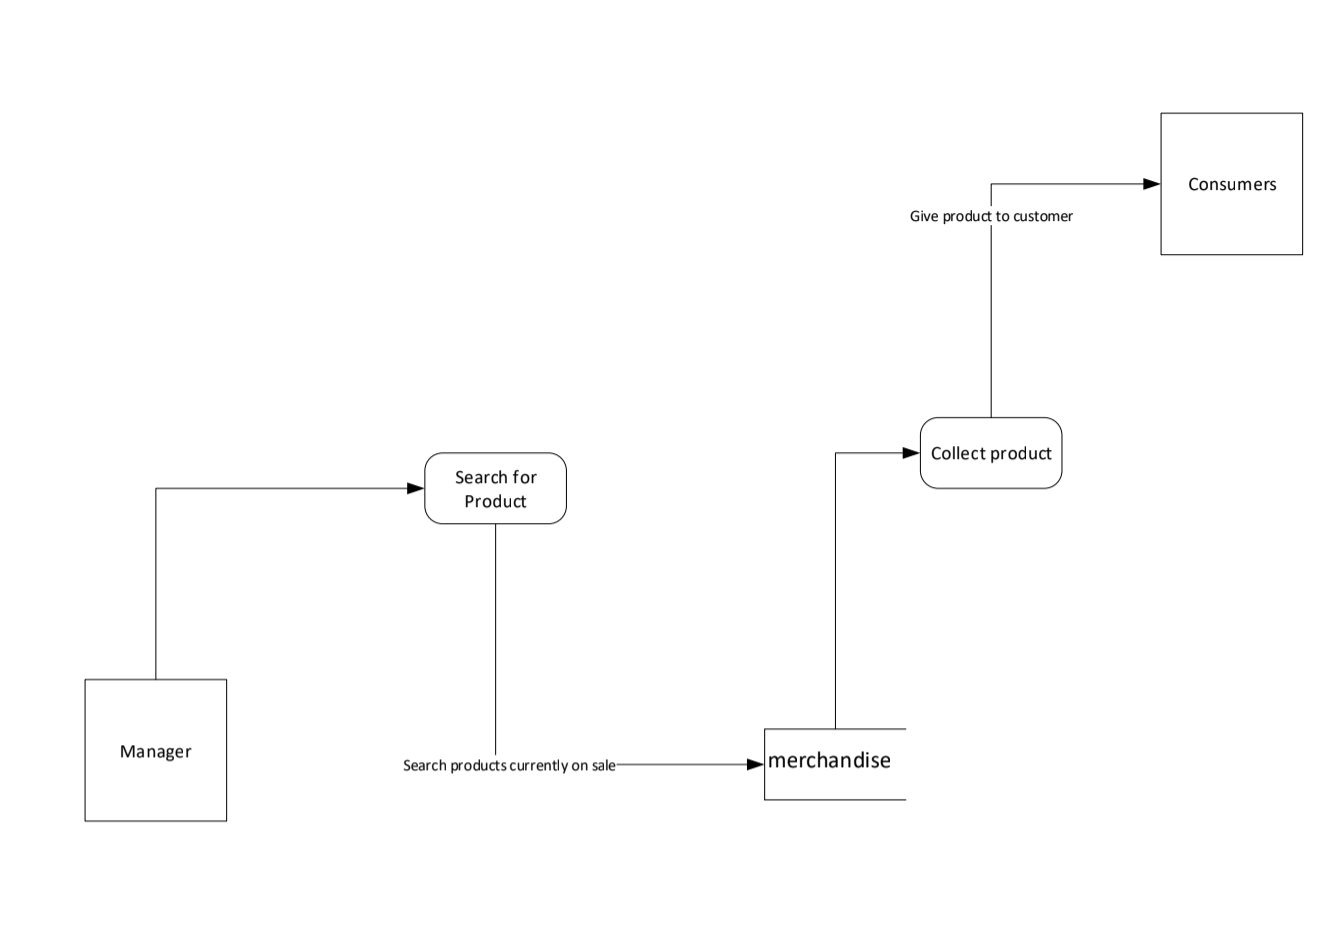 Consumers
Give product to customer
Collect product
Search for
Product
Manager
Search products currently on sale
merchandise